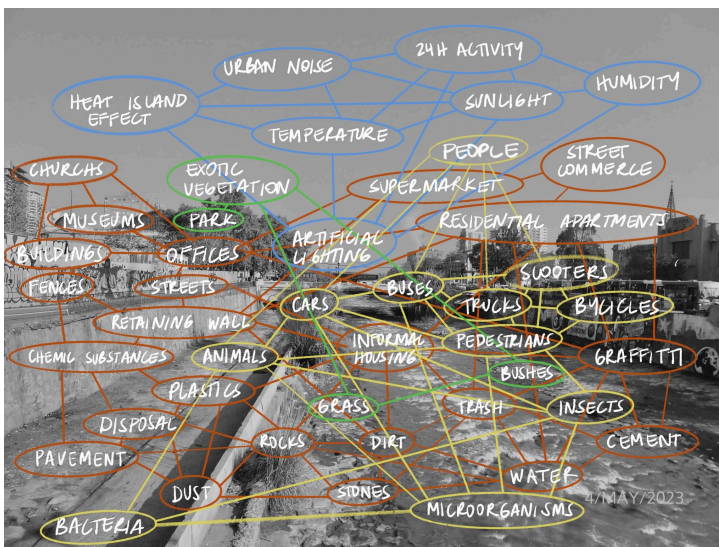 24H ACTIVITY
URBAN NOISE
HUMIDITY
HEAT ISLAND
EFFECT
SUNLIGHT
TEMPERATURE
PEOPLE
STREET
COMMERCE
CHURCHS
EXOTIC
VEGETATION
SUPERMARKET
MUSEUMS
PARK
RESIDENTIAL APARTMENTS
BUILDINGS
OFFICES
ARTIFICIAL
LIGHTING
SCOOTERS
FENCES
STREETS
CARS
BUSES
TRUCKS
BYCICLES
RETAINING WALL
INFORMAL
HOUSING
PEDESTRIANS
CHEMIC SUBSTANCES
ANIMALS
GRAFFITTI
BUSHES
PLASTICS
GRASS
TRASH
INSECTS
DISPOSAL
ROCKS
DIRT
CEMENT
PAVEMENT
WATER
DUST
STONES
4/MAY/2023
BACTERIA
MICROORGANISMS